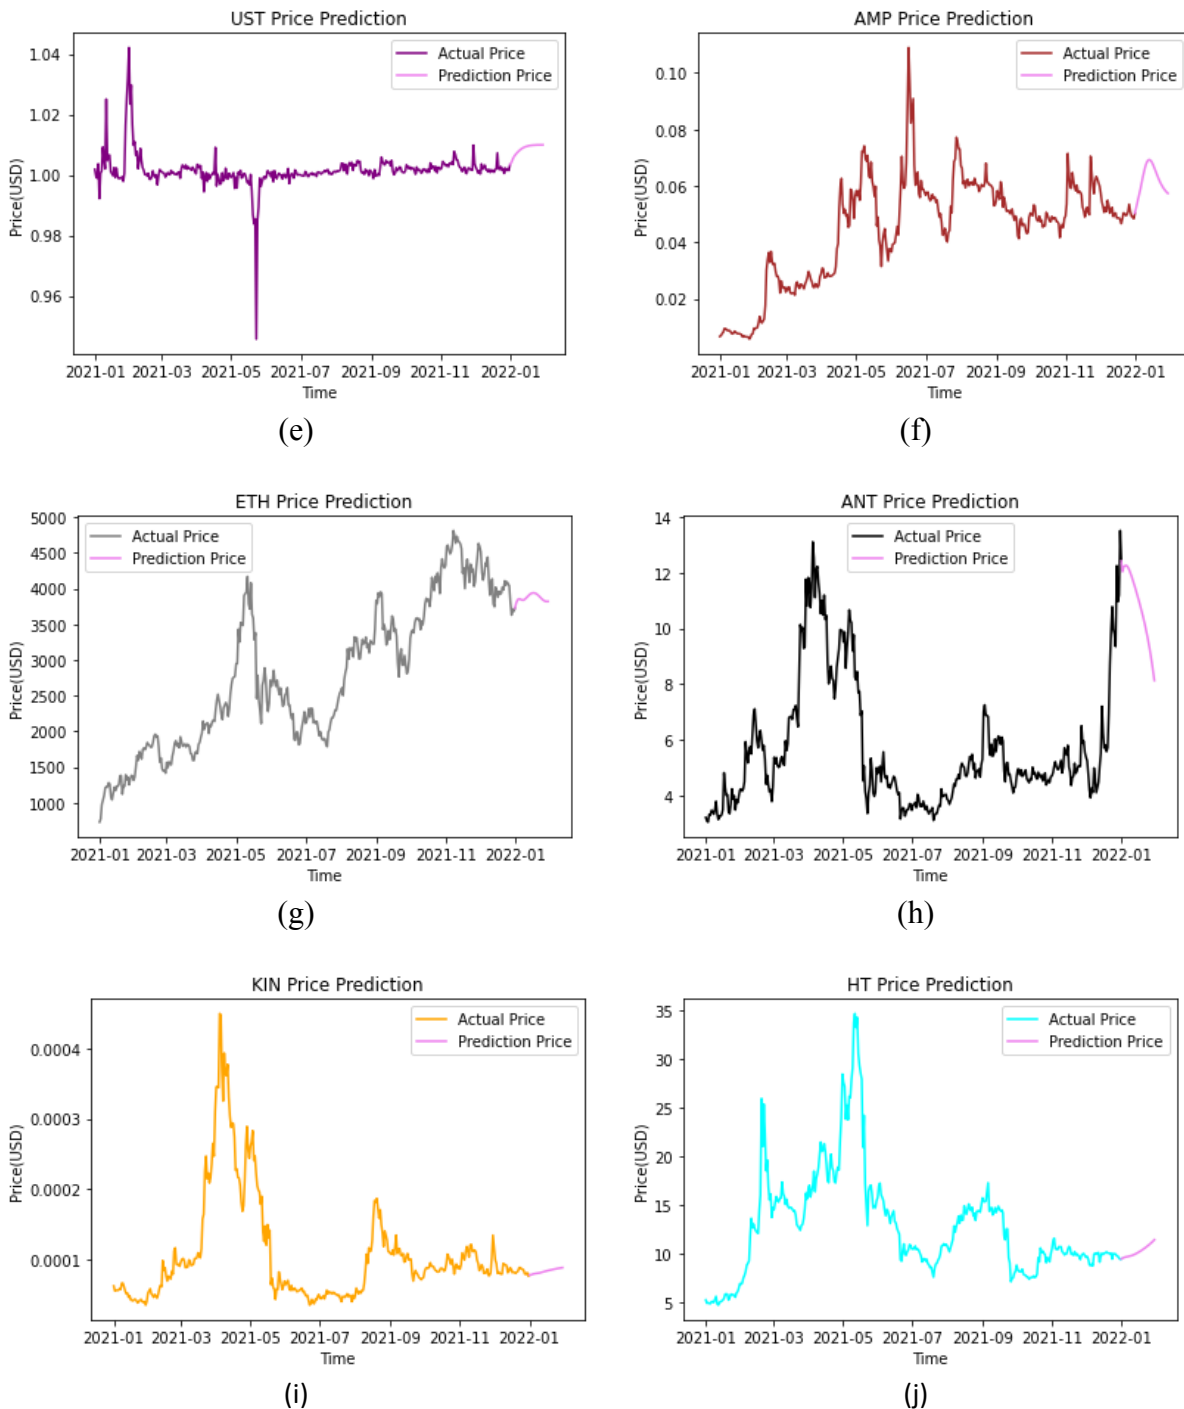 UST Price Prediction
Actual Price
Prediction Price
1.04
1.02
1.00
0.98
0.96
Price(USD)
2021-01 2021-03 2021-05 2021-07 2021-09 2021-11 2022-01
Time
(e)
AMP Price Prediction
Actual Price
Prediction Price
0.10
0.08
0.06
0.04
0.02
Price(USD)
2021-01 2021-03 2021-05 2021-07 2021-09 2021-11 2022-01
Time
(f)
ETH Price Prediction
Actual Price
Prediction Price
5000
4500
4000
3500
3000
2500
2000
1500
1000
Price(USD)
2021-01 2021-03 2021-05 2021-07 2021-09 2021-11 2022-01
Time
(g)
ANT Price Prediction
Actual Price
Prediction Price
14
12
10
8
6
4
Price(USD)
2021-01 2021-03 2021-05 2021-07 2021-09 2021-11 2022-01
Time
(h)
KIN Price Prediction
Actual Price
Prediction Price
0.0004
0.0003
0.0002
0.0001
Price(USD)
2021-01 2021-03 2021-05 2021-07 2021-09 2021-11 2022-01
Time
(i)
HT Price Prediction
Actual Price
Prediction Price
35
30
25
20
15
10
5
Price(USD)
2021-01 2021-03 2021-05 2021-07 2021-09 2021-11 2022-01
Time
(j)